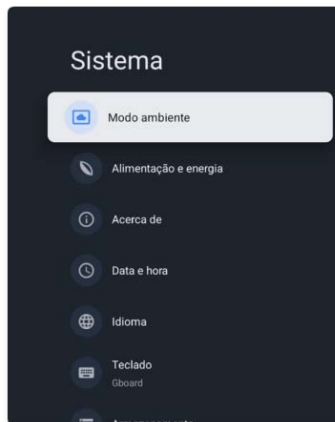 Sistema
Modo ambiente
Alimentação e energia
Acerca de
Data e hora
Idioma
Teclado
Gboard